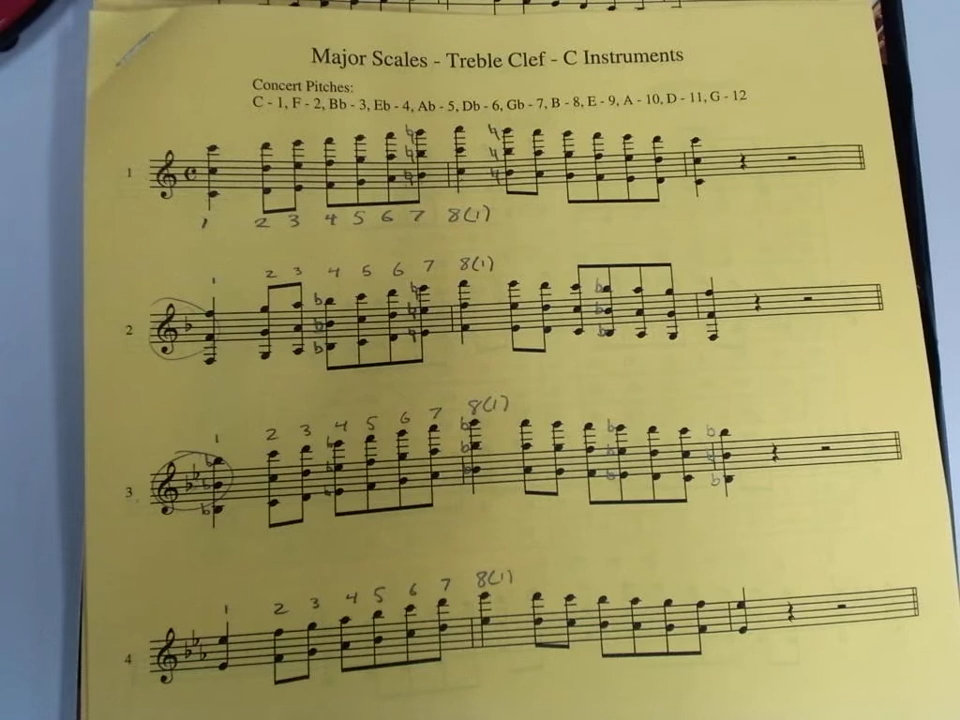 Major Scales - Treble Clef - C Instruments
Concert Pitches:
C - 1, F - 2, Bb - 3, Eb - 4, Ab - 5, Db - 6, Gb - 7, B - 8, E - 9, A - 10, D - 11, G - 12
1
1 2 3 4 5 6 7 8(1)
1 2 3 4 5 6 7 8(1)
2
1 2 3 4 5 6 7 8(1)
3
1 2 3 4 5 6 7 8(1)
4